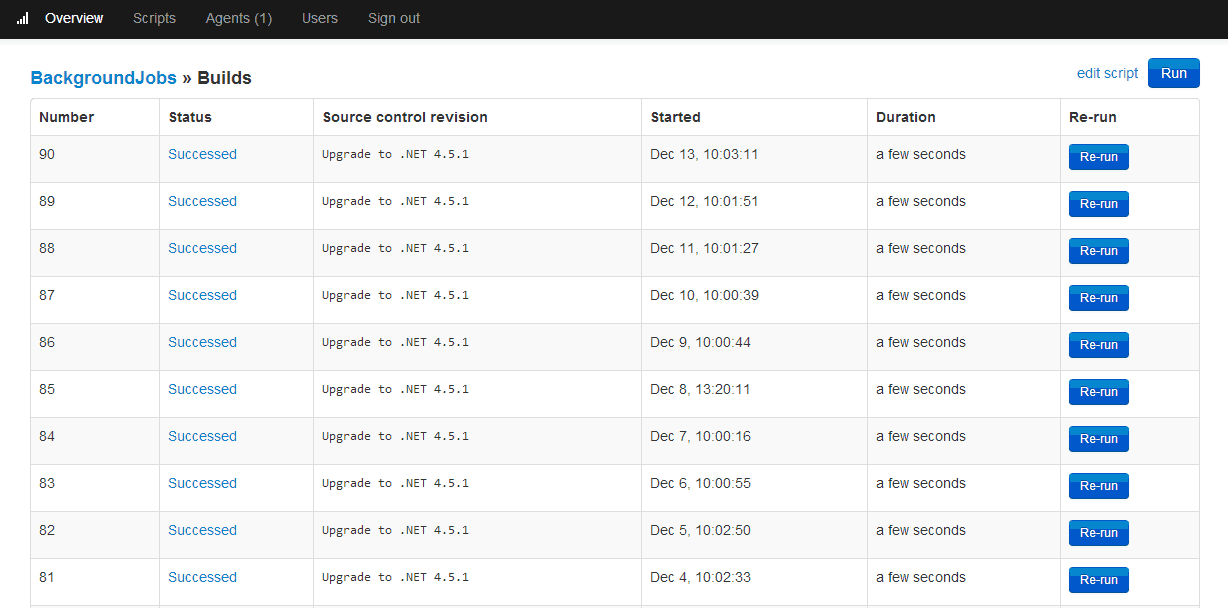 Overview Scripts Agents (1) Users Sign out
BackgroundJobs » Builds edit script Run
Number Status Source control revision Started Duration Re-run
90 Successed Upgrade to .NET 4.5.1 Dec 13, 10:03:11 a few seconds Re-run
89 Successed Upgrade to .NET 4.5.1 Dec 12, 10:01:51 a few seconds Re-run
88 Successed Upgrade to .NET 4.5.1 Dec 11, 10:01:27 a few seconds Re-run
87 Successed Upgrade to .NET 4.5.1 Dec 10, 10:00:39 a few seconds Re-run
86 Successed Upgrade to .NET 4.5.1 Dec 9, 10:00:44 a few seconds Re-run
85 Successed Upgrade to .NET 4.5.1 Dec 8, 13:20:11 a few seconds Re-run
84 Successed Upgrade to .NET 4.5.1 Dec 7, 10:00:16 a few seconds Re-run
83 Successed Upgrade to .NET 4.5.1 Dec 6, 10:00:55 a few seconds Re-run
82 Successed Upgrade to .NET 4.5.1 Dec 5, 10:02:50 a few seconds Re-run
81 Successed Upgrade to .NET 4.5.1 Dec 4, 10:02:33 a few seconds Re-run